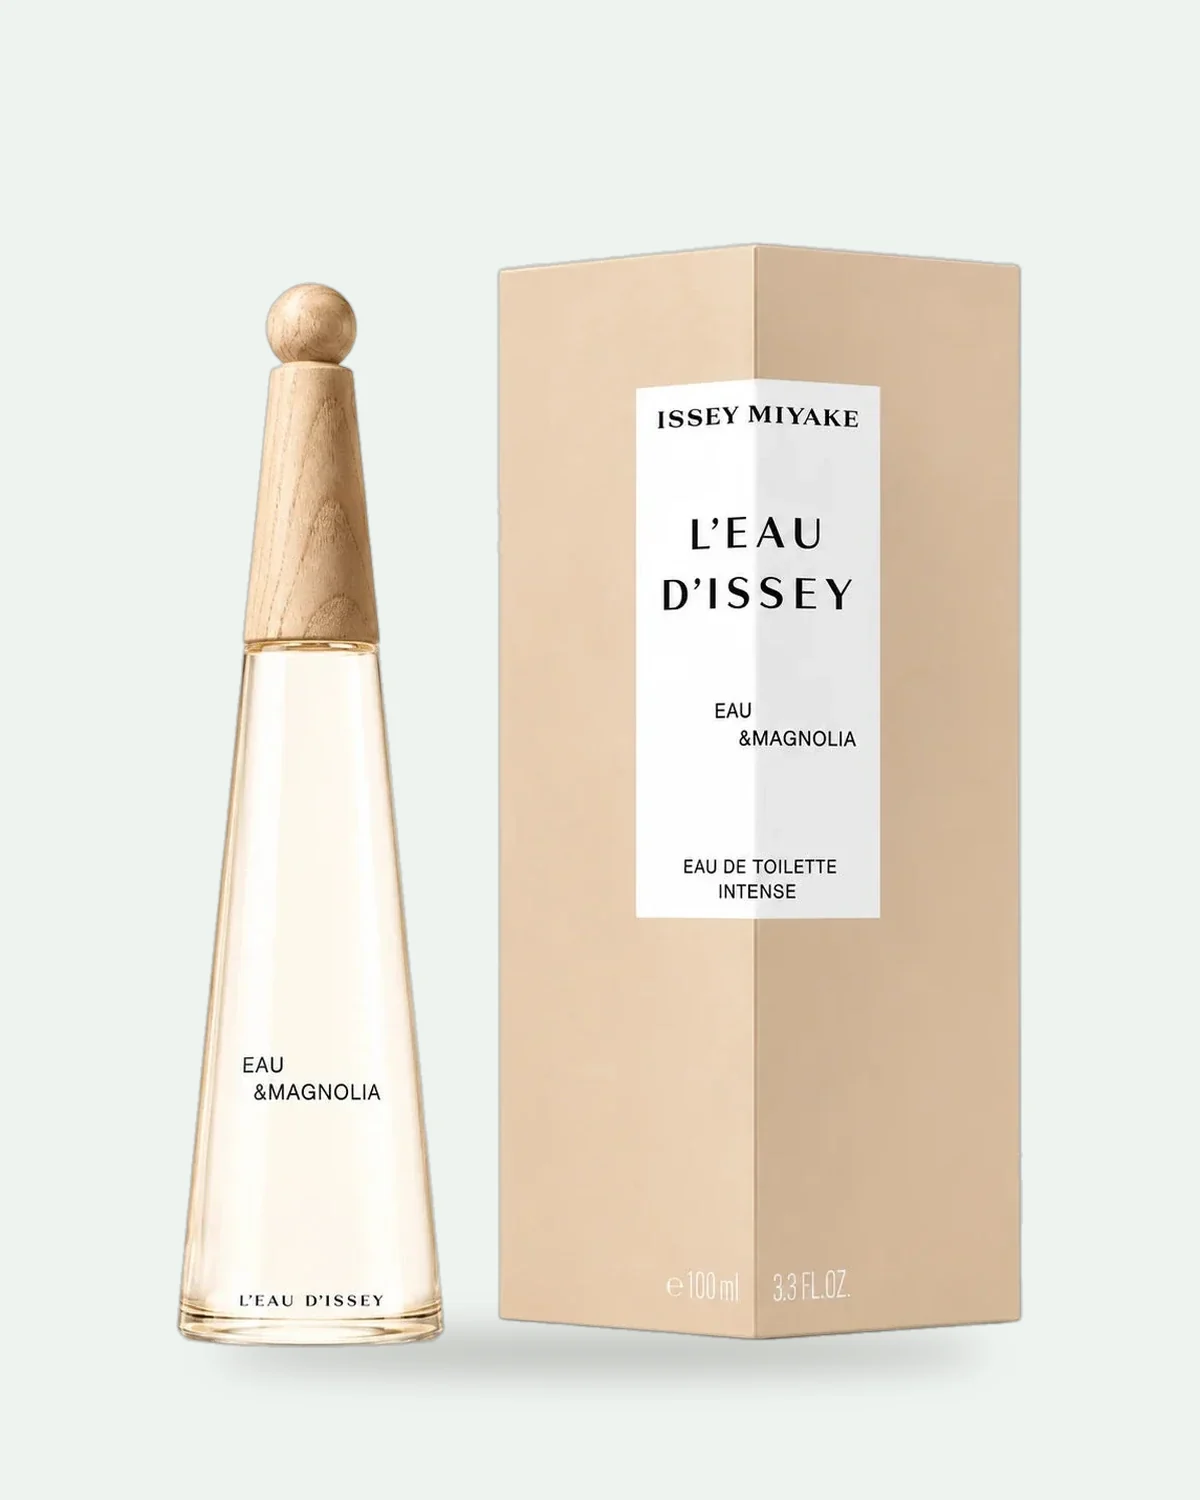 EAU
&MAGNOLIA
L'EAU D'ISSEY
ISSEY MIYAKE
L'EAU
D'ISSEY
EAU
&MAGNOLIA
EAU DE TOILETTE
INTENSE
℮100 ml 3.3 FL.OZ.